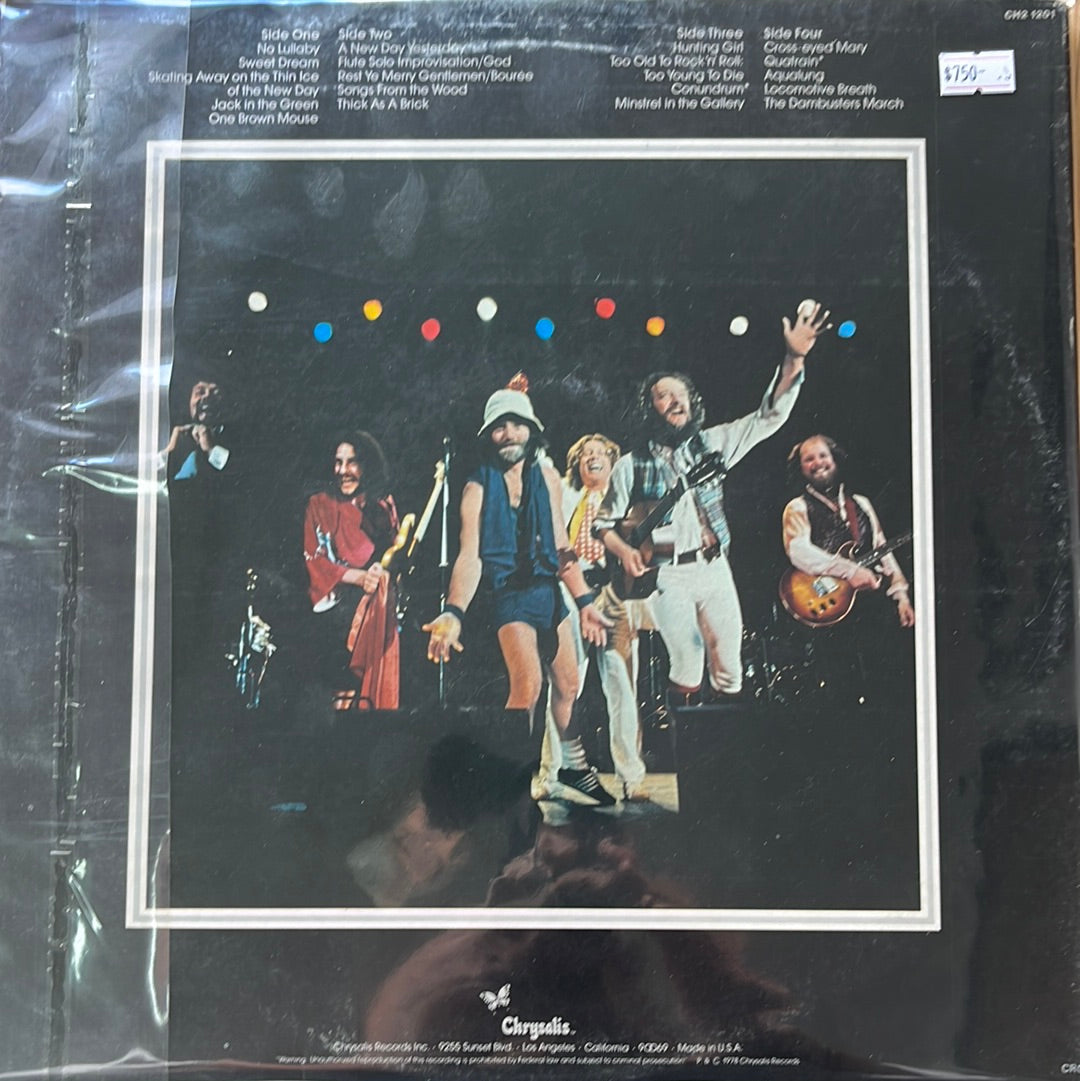 CH2 1201
Side One
No Lullaby
Sweet Dream
Skating Away on the Thin Ice
of the New Day
Jack in the Green
One Brown Mouse
Side Two
A New Day Yesterday
Flute Solo Improvisation/God
Rest Ye Merry Gentlemen/Bouree
Songs From the Wood
Thick As A Brick
Side Three
Hunting Girl
Too Old To Rock 'n' Roll:
Too Young To Die
Conundrum*
Minstrel in the Gallery
Side Four
Cross-eyed Mary
Quatrain*
Aqualung
Locomotive Breath
The Dambusters March
$750-
Chrysalis
Chrysalis Records Inc. · 9255 Sunset Blvd. · Los Angeles · California · 90069 · Made in U.S.A.
"Warning: Unauthorized reproduction of this recording is prohibited by Federal law and subject to criminal prosecution" P. & C. 1978 Chrysalis Records